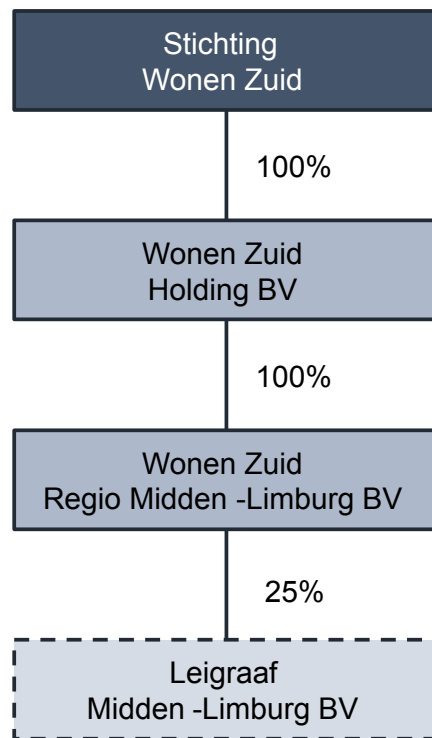 Stichting
Wonen Zuid
100%
Wonen Zuid
Holding BV
100%
Wonen Zuid
Regio Midden -Limburg BV
25%
Leigraaf
Midden -Limburg BV